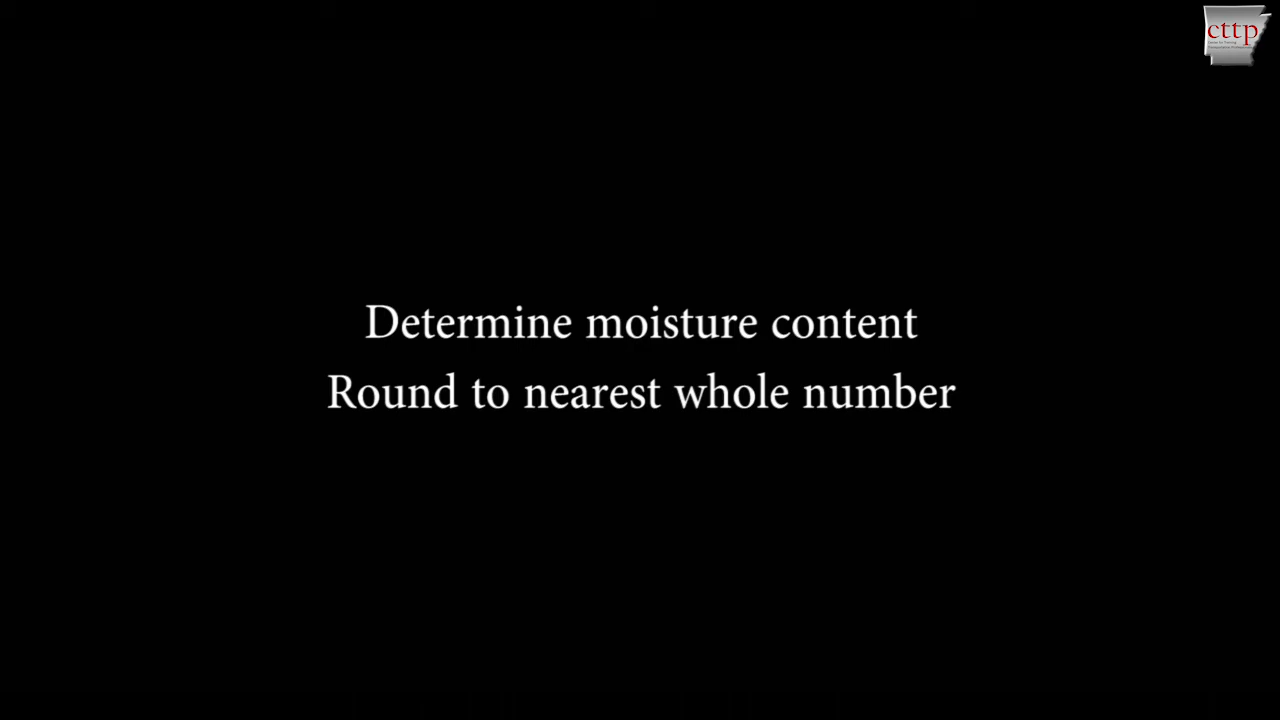 cttp
Determine moisture content
Round to nearest whole number